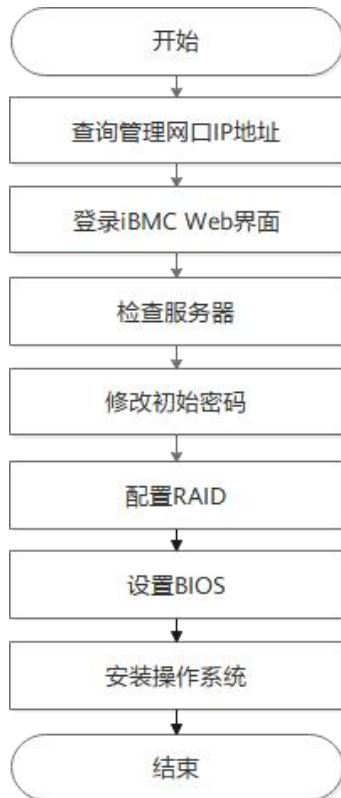 开始
查询管理网口IP地址
登录iBMC Web界面
检查服务器
修改初始密码
配置RAID
设置BIOS
安装操作系统
结束